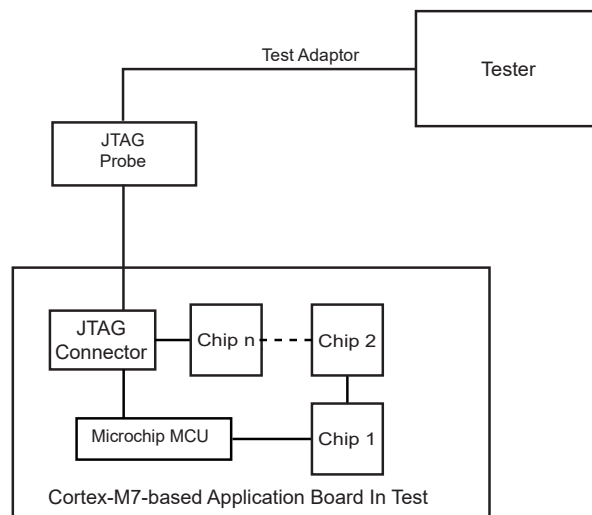 Test Adaptor
Tester
JTAG
Probe
JTAG
Connector
Chip n
Chip 2
Microchip MCU
Chip 1
Cortex-M7-based Application Board In Test